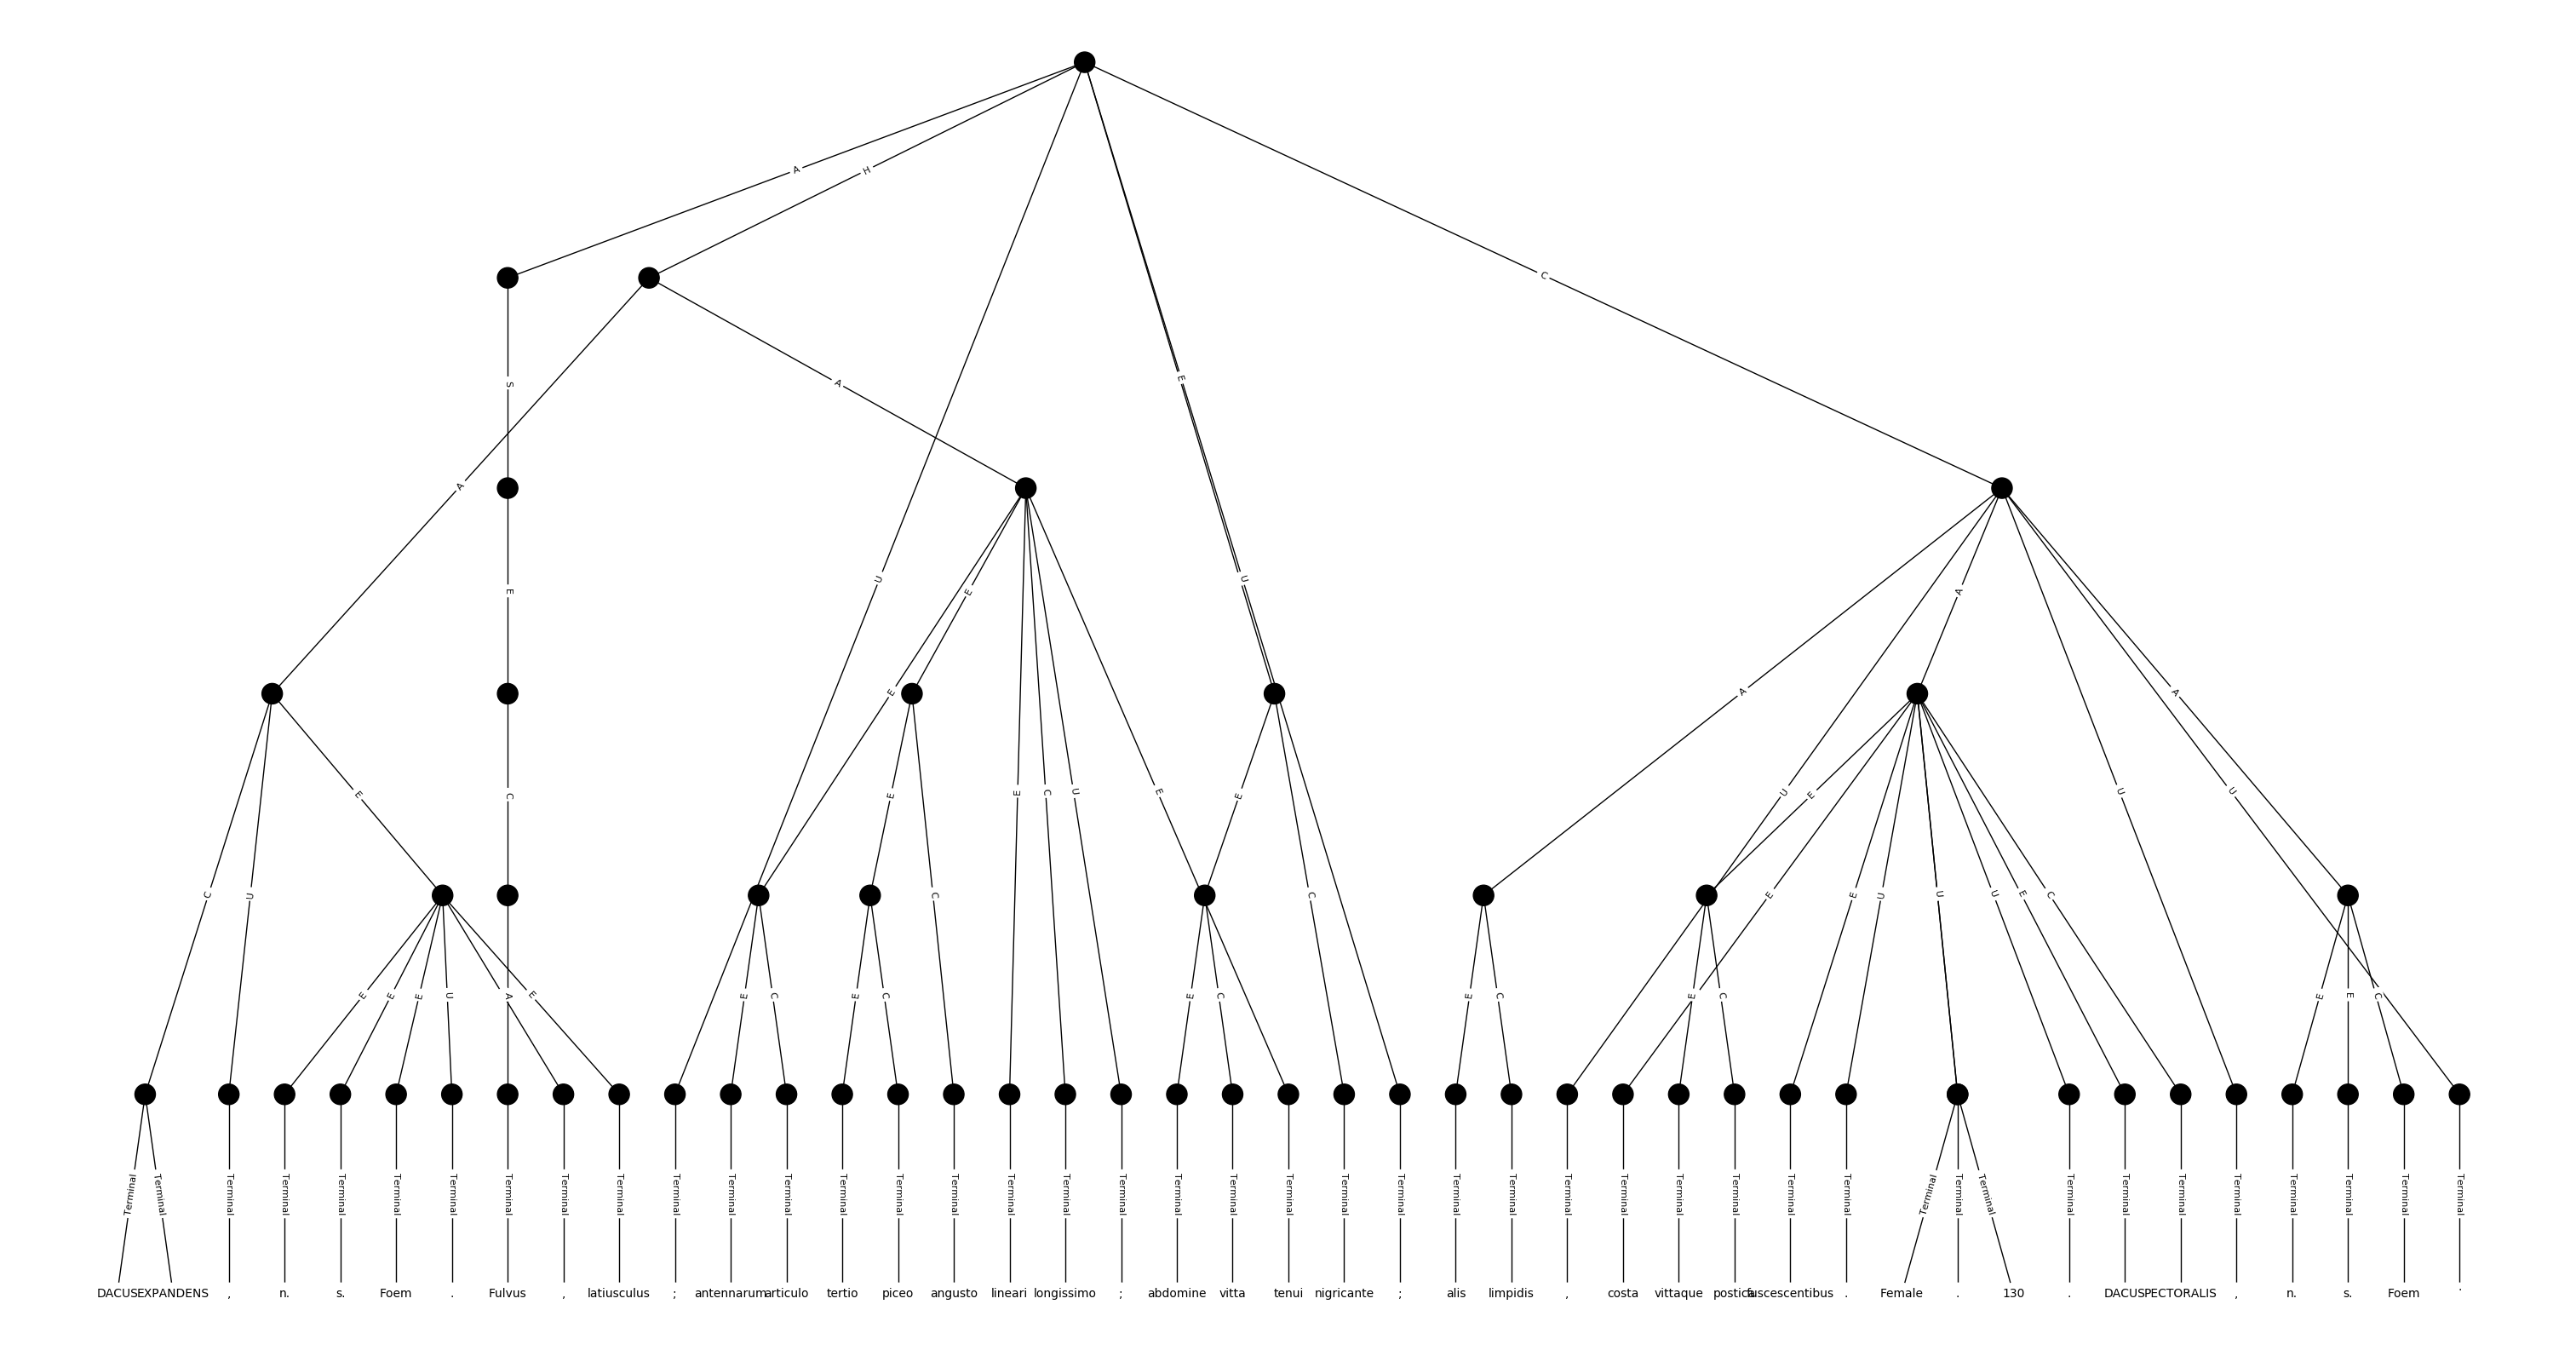 A H
C
E
S
A
A
U U
E
A
E
A
A
E
E C U E
E
U E
U
U
C
C U
E C
C
E
E U
U
U E C
E E E U A E
E C
E C
E C
E C
E C
E E C
Terminal Terminal Terminal Terminal Terminal Terminal Terminal Terminal Terminal Terminal Terminal Terminal Terminal Terminal Terminal Terminal Terminal Terminal Terminal Terminal Terminal Terminal Terminal Terminal Terminal Terminal Terminal Terminal Terminal Terminal Terminal Terminal Terminal Terminal Terminal Terminal Terminal Terminal Terminal Terminal Terminal Terminal
DACUS EXPANDENS , n. s. Foem . Fulvus , latiusculus ; antennarum articulo tertio piceo angusto lineari longissimo ; abdomine vitta tenui nigricante ; alis limpidis , costa vittaque postica fuscescentibus . Female . 130 . DACUS PECTORALIS , n. s. Foem .